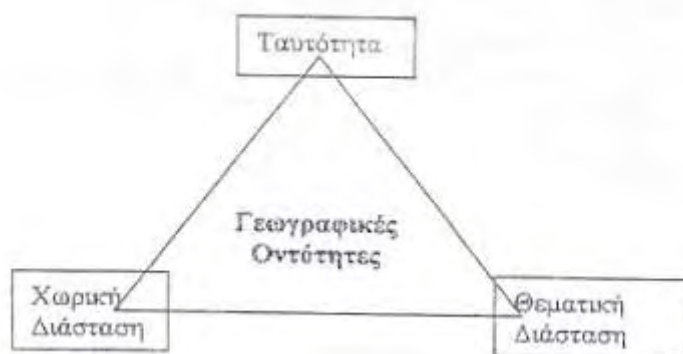 Ταυτότητα
Γεωγραφικές
Οντότητες
Χωρική
Διάσταση
Θεματική
Διάσταση